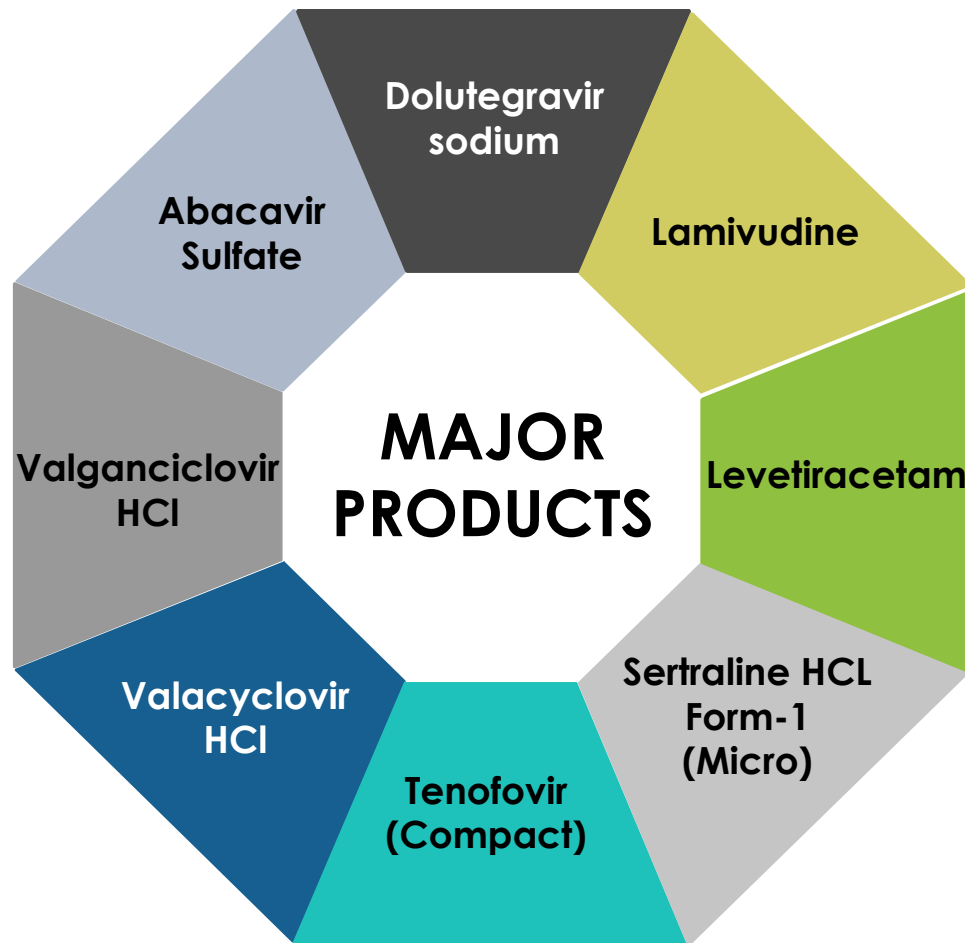 Dolutegravir
sodium
Lamivudine
Levetiracetam
Sertraline HCL
Form-1
(Micro)
Tenofovir
(Compact)
Valacyclovir
HCl
Valganciclovir
HCl
Abacavir
Sulfate
MAJOR
PRODUCTS